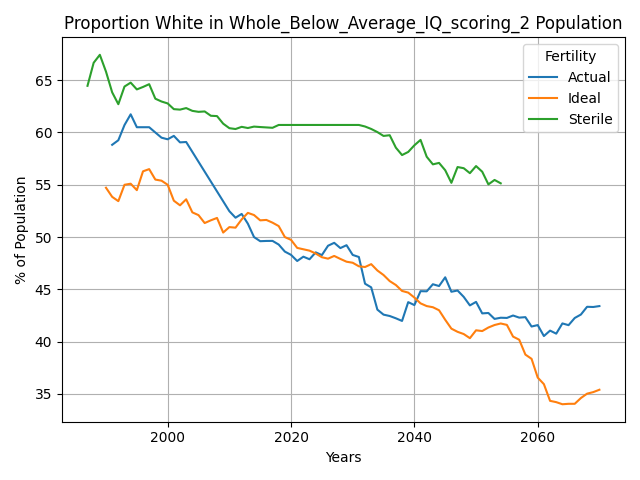 Proportion White in Whole_Below_Average_IQ_scoring_2 Population
% of Population
65
60
55
50
45
40
35
Fertility
Actual
Ideal
Sterile
2000
2020
2040
2060
Years